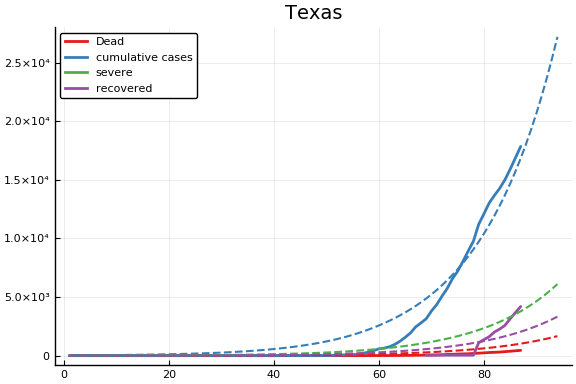 Texas
Dead
cumulative cases
severe
recovered
2.5×10⁴
2.0×10⁴
1.5×10⁴
1.0×10⁴
5.0×10³
0
0 20 40 60 80